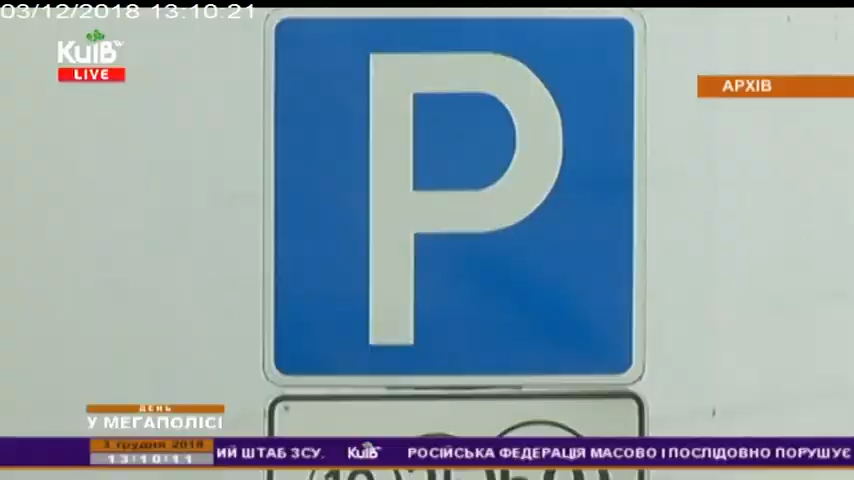 03/12/2018 13:10:21
КиЇВ TV
LIVE
АРХІВ
P
ДЕНЬ
У МЕГАПОЛІСІ
3 грудня 2018
13:10:11
ИЙ ШТАБ ЗСУ. КиЇВ РОСІЙСЬКА ФЕДЕРАЦІЯ МАСОВО І ПОСЛІДОВНО ПОРУШУЄ